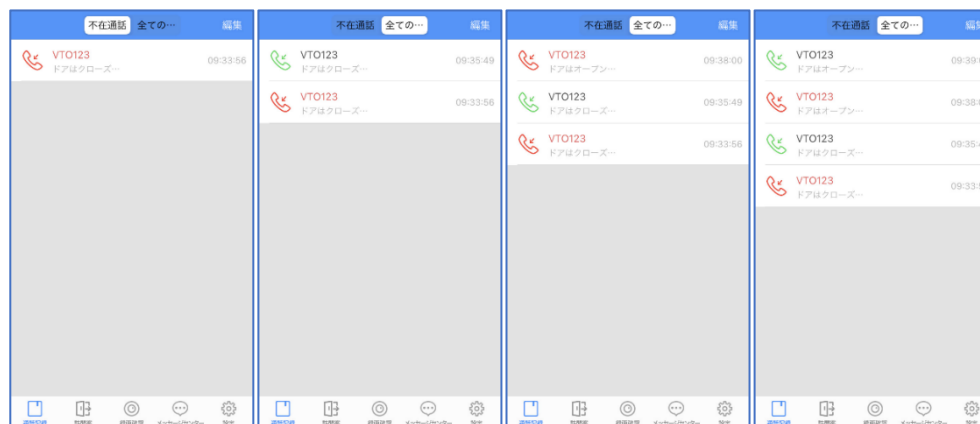 不在通話 全ての…
編集
VTO123
ドアはクローズ…
09:33:56
設定
不在通話 全ての…
編集
VTO123
ドアはクローズ…
09:35:49
VTO123
ドアはクローズ…
09:33:56
設定
不在通話 全ての…
編集
VTO123
ドアはオープン…
09:38:00
VTO123
ドアはクローズ…
09:35:49
VTO123
ドアはクローズ…
09:33:56
設定
不在通話 全ての…
VTO123
ドアはオープン…
VTO123
ドアはオープン…
VTO123
ドアはクローズ…
VTO123
ドアはクローズ…